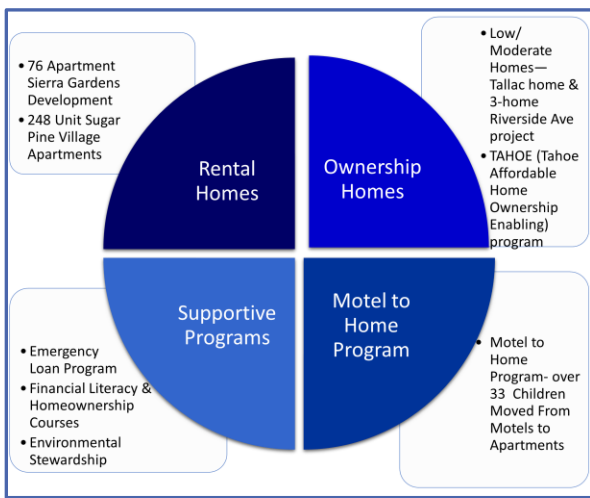 • 76 Apartment
Sierra Gardens
Development
• 248 Unit Sugar
Pine Village
Apartments
Rental
Homes
Ownership
Homes
• Low/
Moderate
Homes—
Tallac home &
3-home
Riverside Ave
project
• TAHOE (Tahoe
Affordable
Home
Ownership
Enabling)
program
Supportive
Programs
• Emergency
Loan Program
• Financial Literacy &
Homeownership
Courses
• Environmental
Stewardship
Motel to
Home
Program
• Motel to
Home
Program- over
33 Children
Moved From
Motels to
Apartments